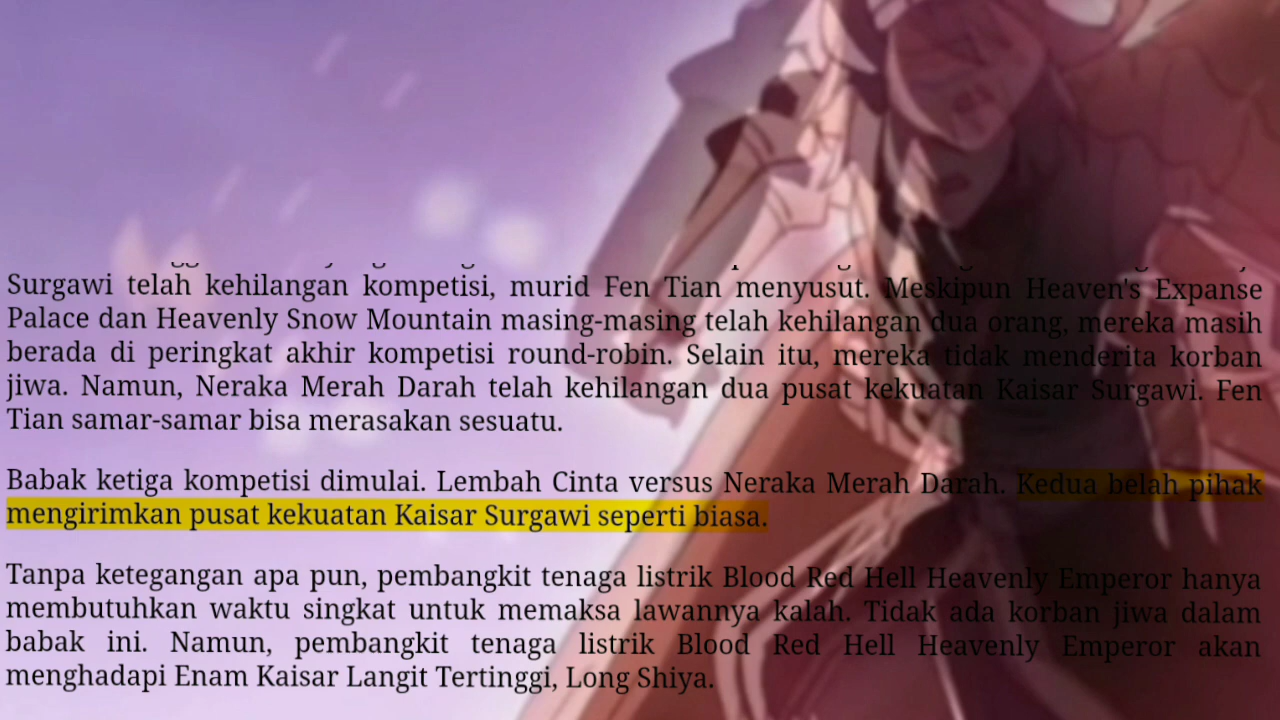 Surgawi telah kehilangan kompetisi, murid Fen Tian menyusut. Meskipun Heaven's Expanse
Palace dan Heavenly Snow Mountain masing-masing telah kehilangan dua orang, mereka masih
berada di peringkat akhir kompetisi round-robin. Selain itu, mereka tidak menderita korban
jiwa. Namun, Neraka Merah Darah telah kehilangan dua pusat kekuatan Kaisar Surgawi. Fen
Tian samar-samar bisa merasakan sesuatu.
Babak ketiga kompetisi dimulai. Lembah Cinta versus Neraka Merah Darah. Kedua belah pihak
mengirimkan pusat kekuatan Kaisar Surgawi seperti biasa.
Tanpa ketegangan apa pun, pembangkit tenaga listrik Blood Red Hell Heavenly Emperor hanya
membutuhkan waktu singkat untuk memaksa lawannya kalah. Tidak ada korban jiwa dalam
babak ini. Namun, pembangkit tenaga listrik Blood Red Hell Heavenly Emperor akan
menghadapi Enam Kaisar Langit Tertinggi, Long Shiya.